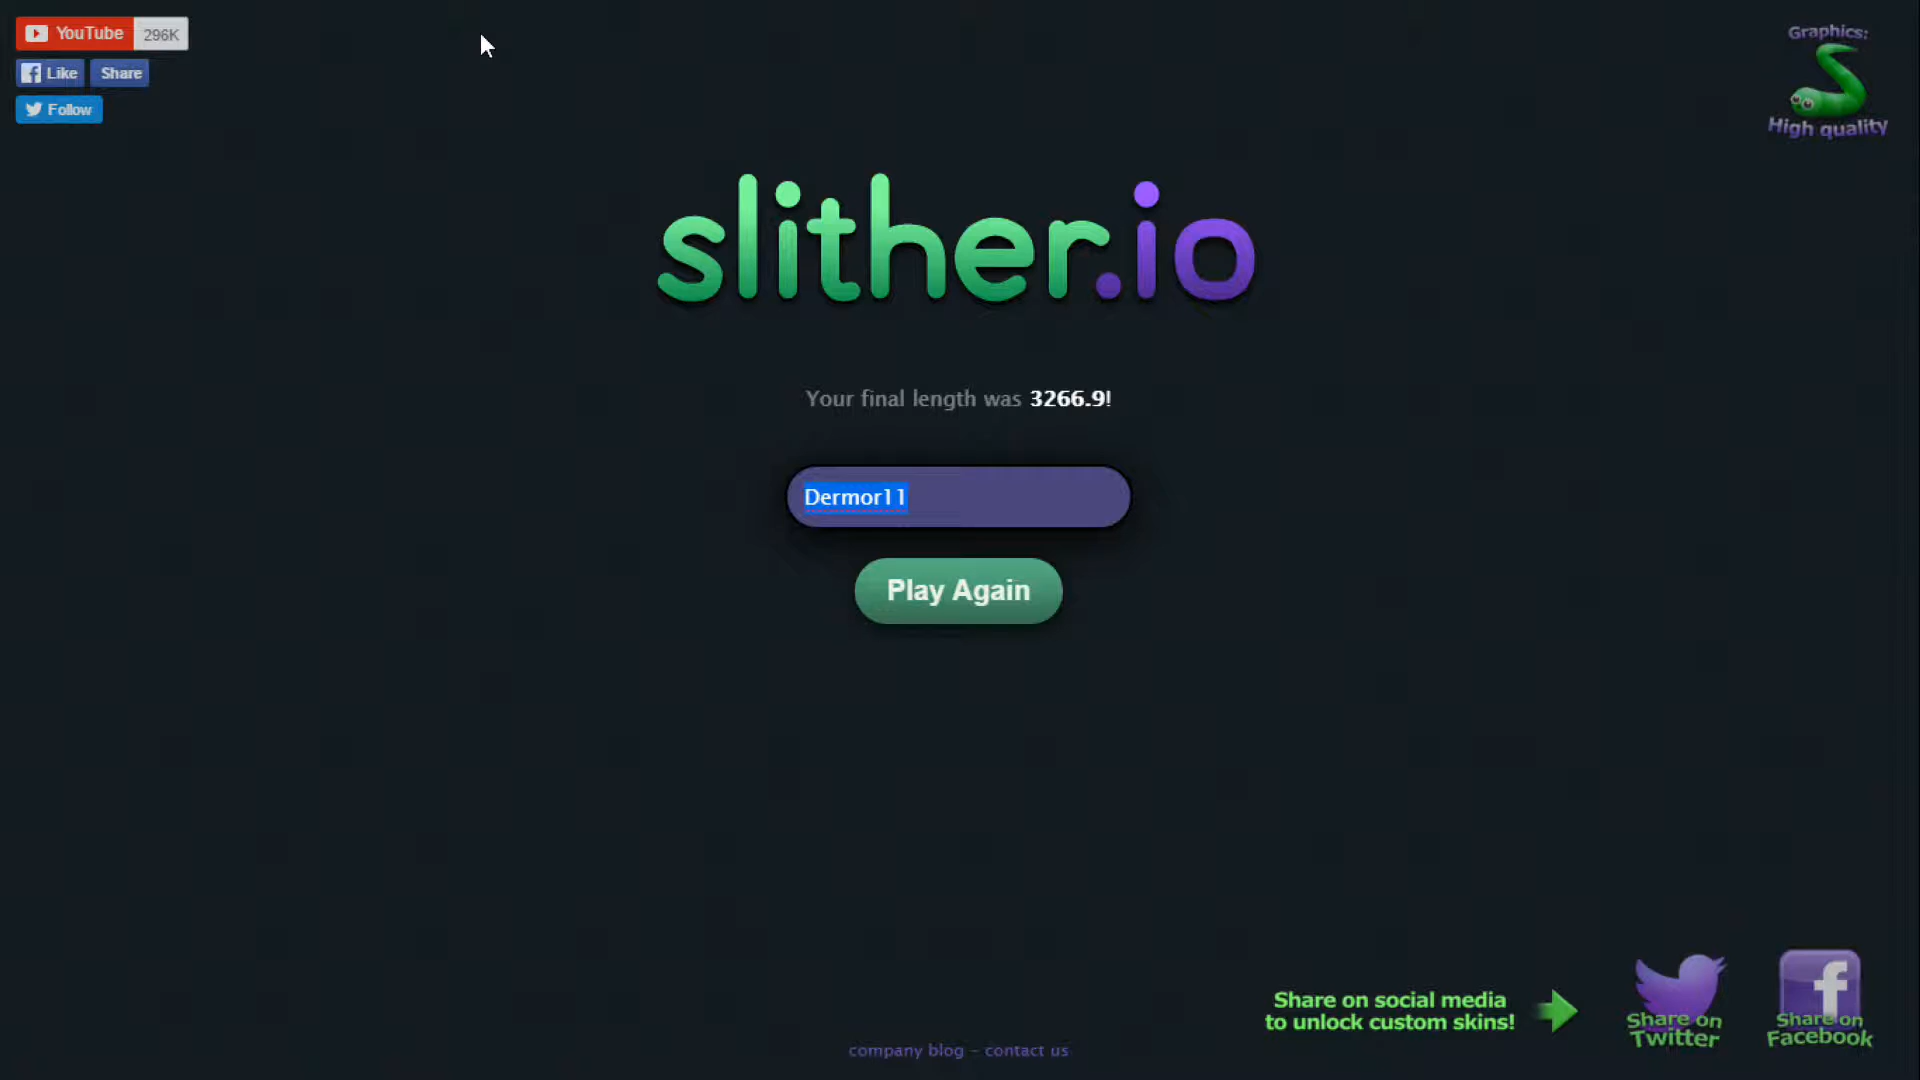 YouTube 296K
Like Share
Follow
Graphics:
High quality
slither.io
Your final length was 3266.9!
Dermor11
Play Again
Share on social media
to unlock custom skins!
Share on
Twitter
Share on
Facebook
company blog - contact us